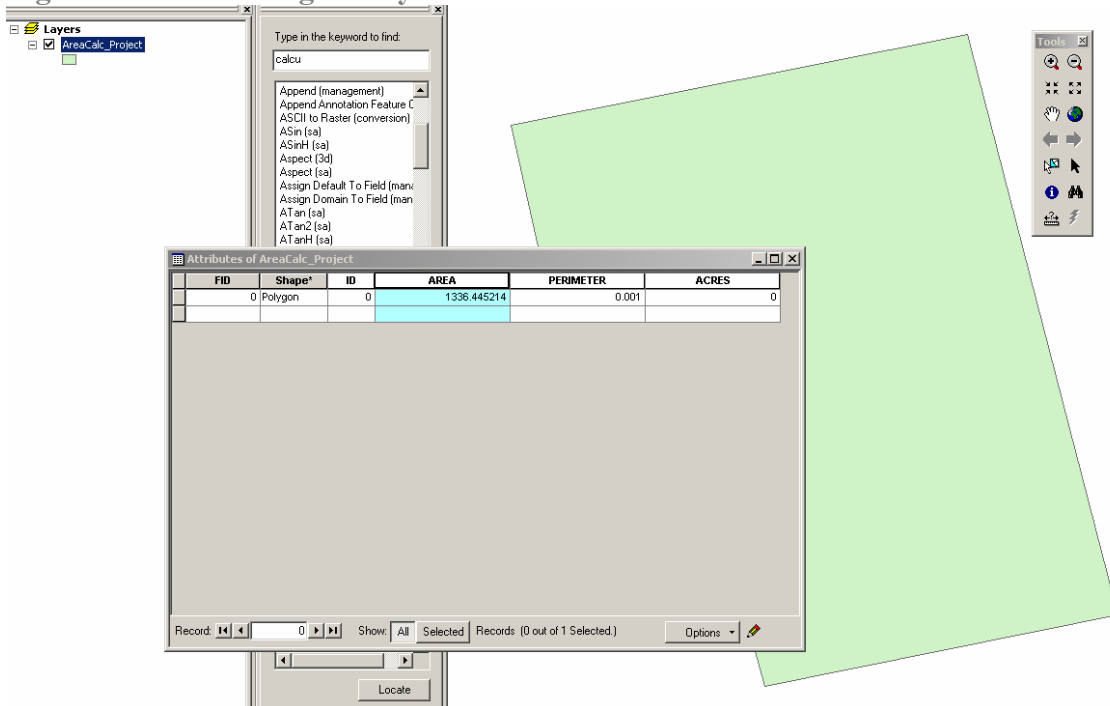 Layers
AreaCalc_Project
Type in the keyword to find:
calcu
Append (management)
Append Annotation Feature C
ASCII to Raster (conversion)
ASin (sa)
ASinH (sa)
Aspect (3d)
Aspect (sa)
Assign Default To Field (mana
Assign Domain To Field (man
ATan (sa)
ATan2 (sa)
ATanH (sa)
Tools
Attributes of AreaCalc_Project
FID Shape* ID AREA PERIMETER ACRES
0 Polygon 0 1336.445214 0.001 0
Record: 0 Show: All Selected Records (0 out of 1 Selected.) Options
Locate